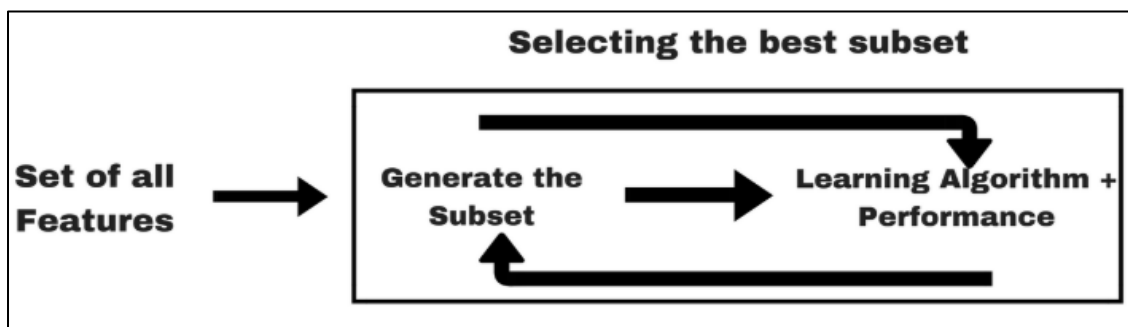 Selecting the best subset
Set of all
Features
Generate the
Subset
Learning Algorithm +
Performance